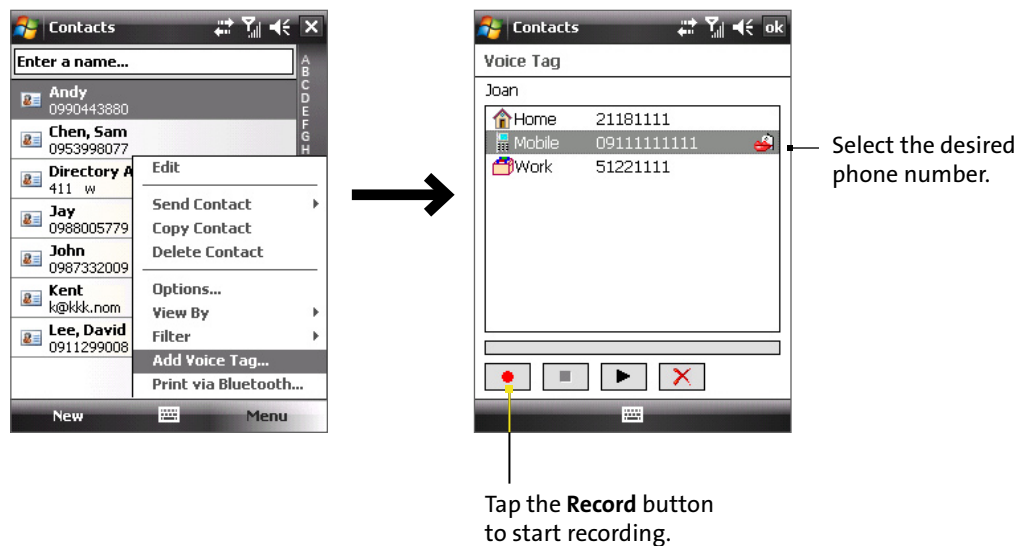 Contacts
Enter a name...
A
B
C
D
E
F
G
H
Andy
0990443880
Chen, Sam
0953998077
Directory A
411 w
Jay
0988005779
John
0987332009
Kent
k@kkk.nom
Lee, David
0911299008
Edit
Send Contact
Copy Contact
Delete Contact
Options...
View By
Filter
Add Voice Tag...
Print via Bluetooth...
New
Menu
Contacts
ok
Voice Tag
Joan
Home 21181111
Mobile 09111111111
Work 51221111
Select the desired
phone number.
Tap the Record button
to start recording.